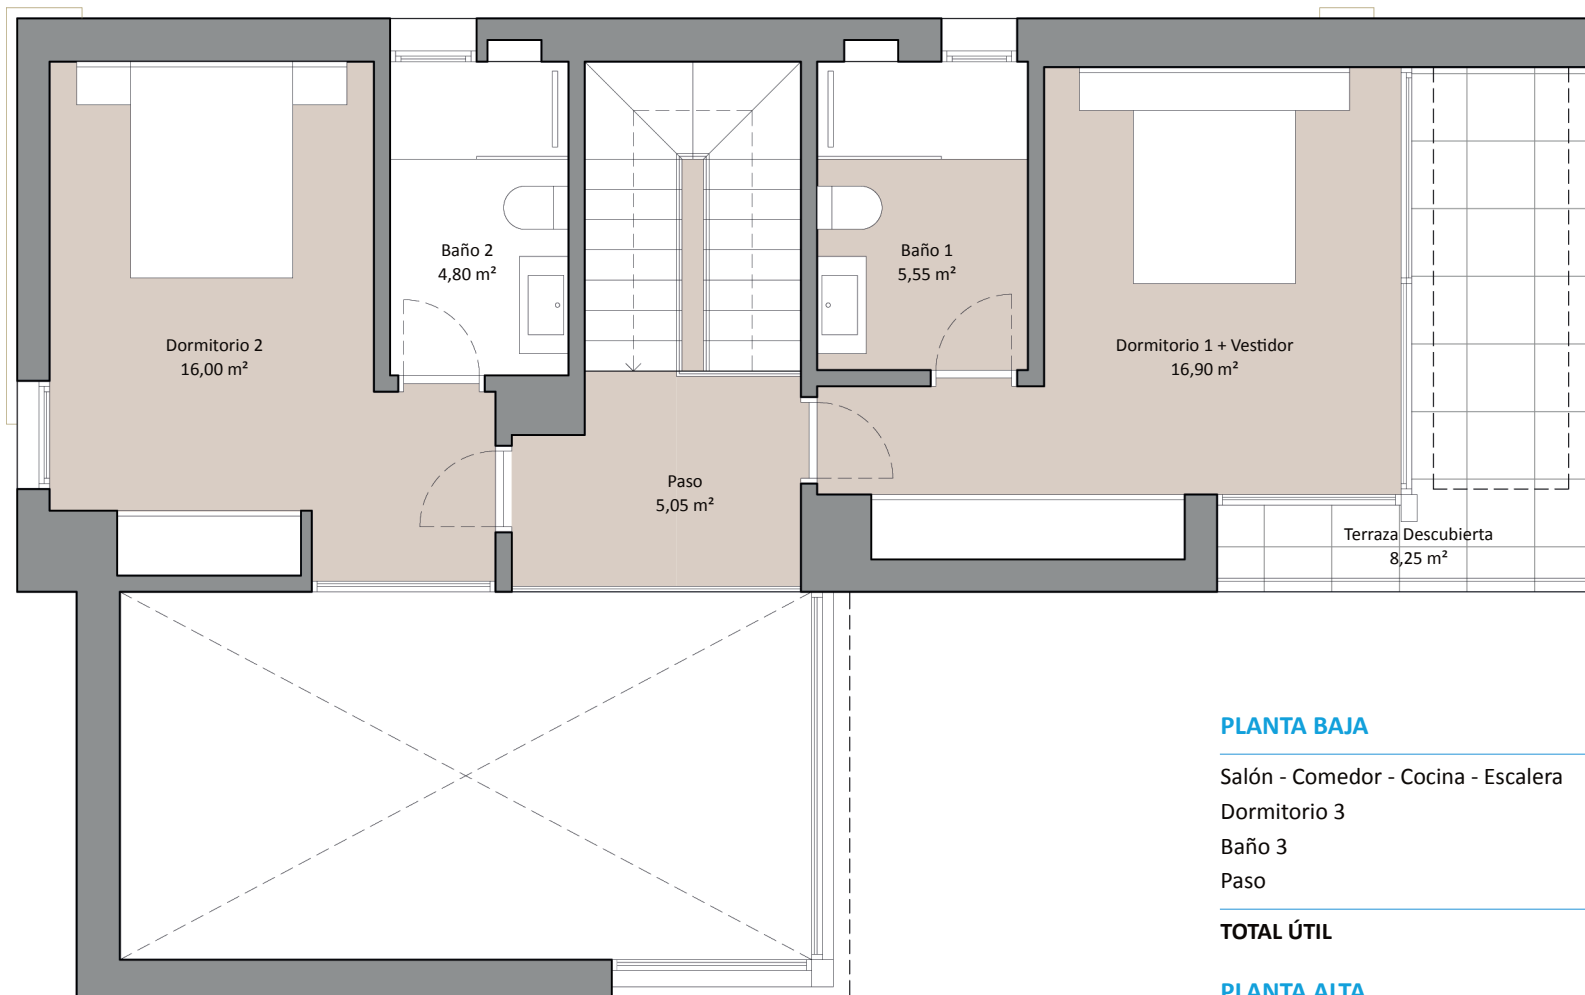 Baño 2
4,80 m²
Baño 1
5,55 m²
Dormitorio 2
16,00 m²
Dormitorio 1 + Vestidor
16,90 m²
Paso
5,05 m²
Terraza Descubierta
8,25 m²
PLANTA BAJA
Salón - Comedor - Cocina - Escalera
Dormitorio 3
Baño 3
Paso
TOTAL ÚTIL
PLANTA ALTA